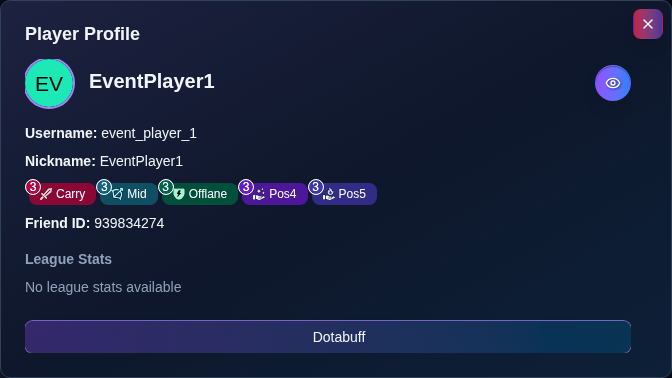 Player Profile
EV
EventPlayer1
Username: event_player_1
Nickname: EventPlayer1
3 Carry 3 Mid 3 Offlane 3 Pos4 3 Pos5
Friend ID: 939834274
League Stats
No league stats available
Dotabuff